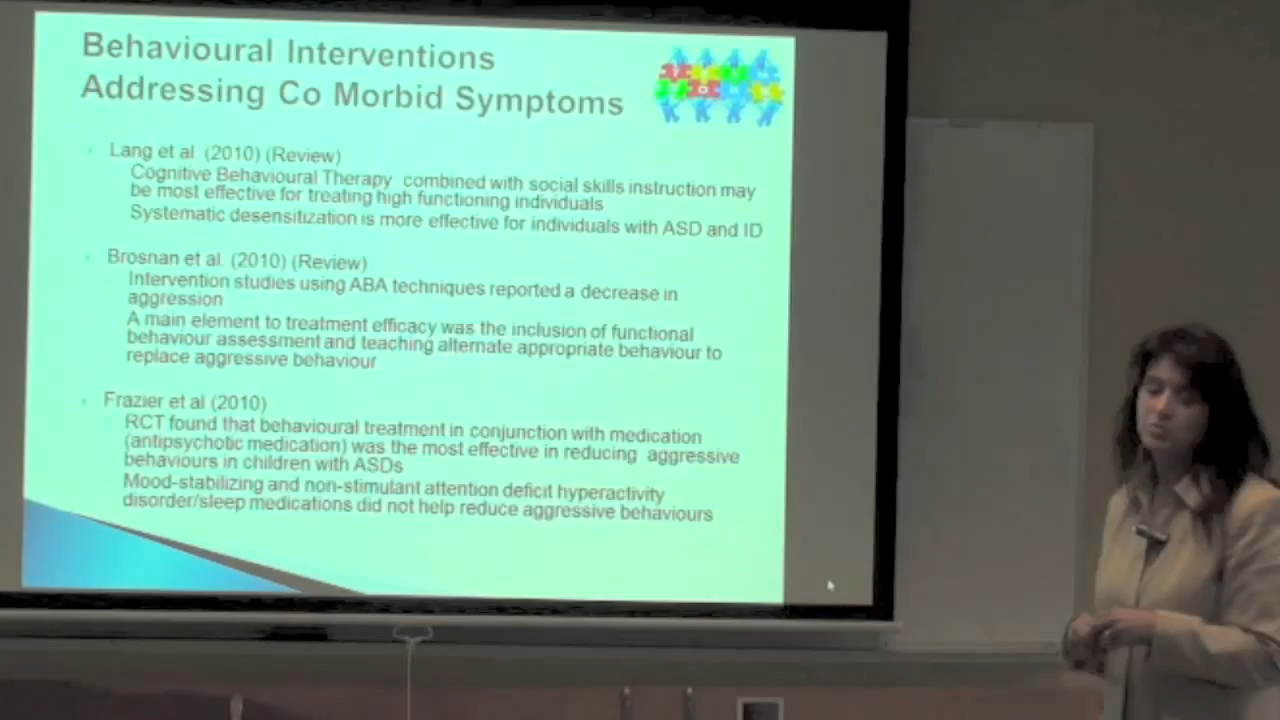 Behavioural Interventions
Addressing Co Morbid Symptoms
Lang et al (2010) (Review)
Cognitive Behavioural Therapy combined with social skills instruction may
be most effective for treating high functioning individuals
Systematic desensitization is more effective for individuals with ASD and ID
Brosnan et al. (2010) (Review)
Intervention studies using ABA techniques reported a decrease in
aggression
A main element to treatment efficacy was the inclusion of functional
behaviour assessment and teaching alternate appropriate behaviour to
replace aggressive behaviour
Frazier et al (2010)
RCT found that behavioural treatment in conjunction with medication
(antipsychotic medication) was the most effective in reducing aggressive
behaviours in children with ASDs
Mood-stabilizing and non-stimulant attention deficit hyperactivity
disorder/sleep medications did not help reduce aggressive behaviours